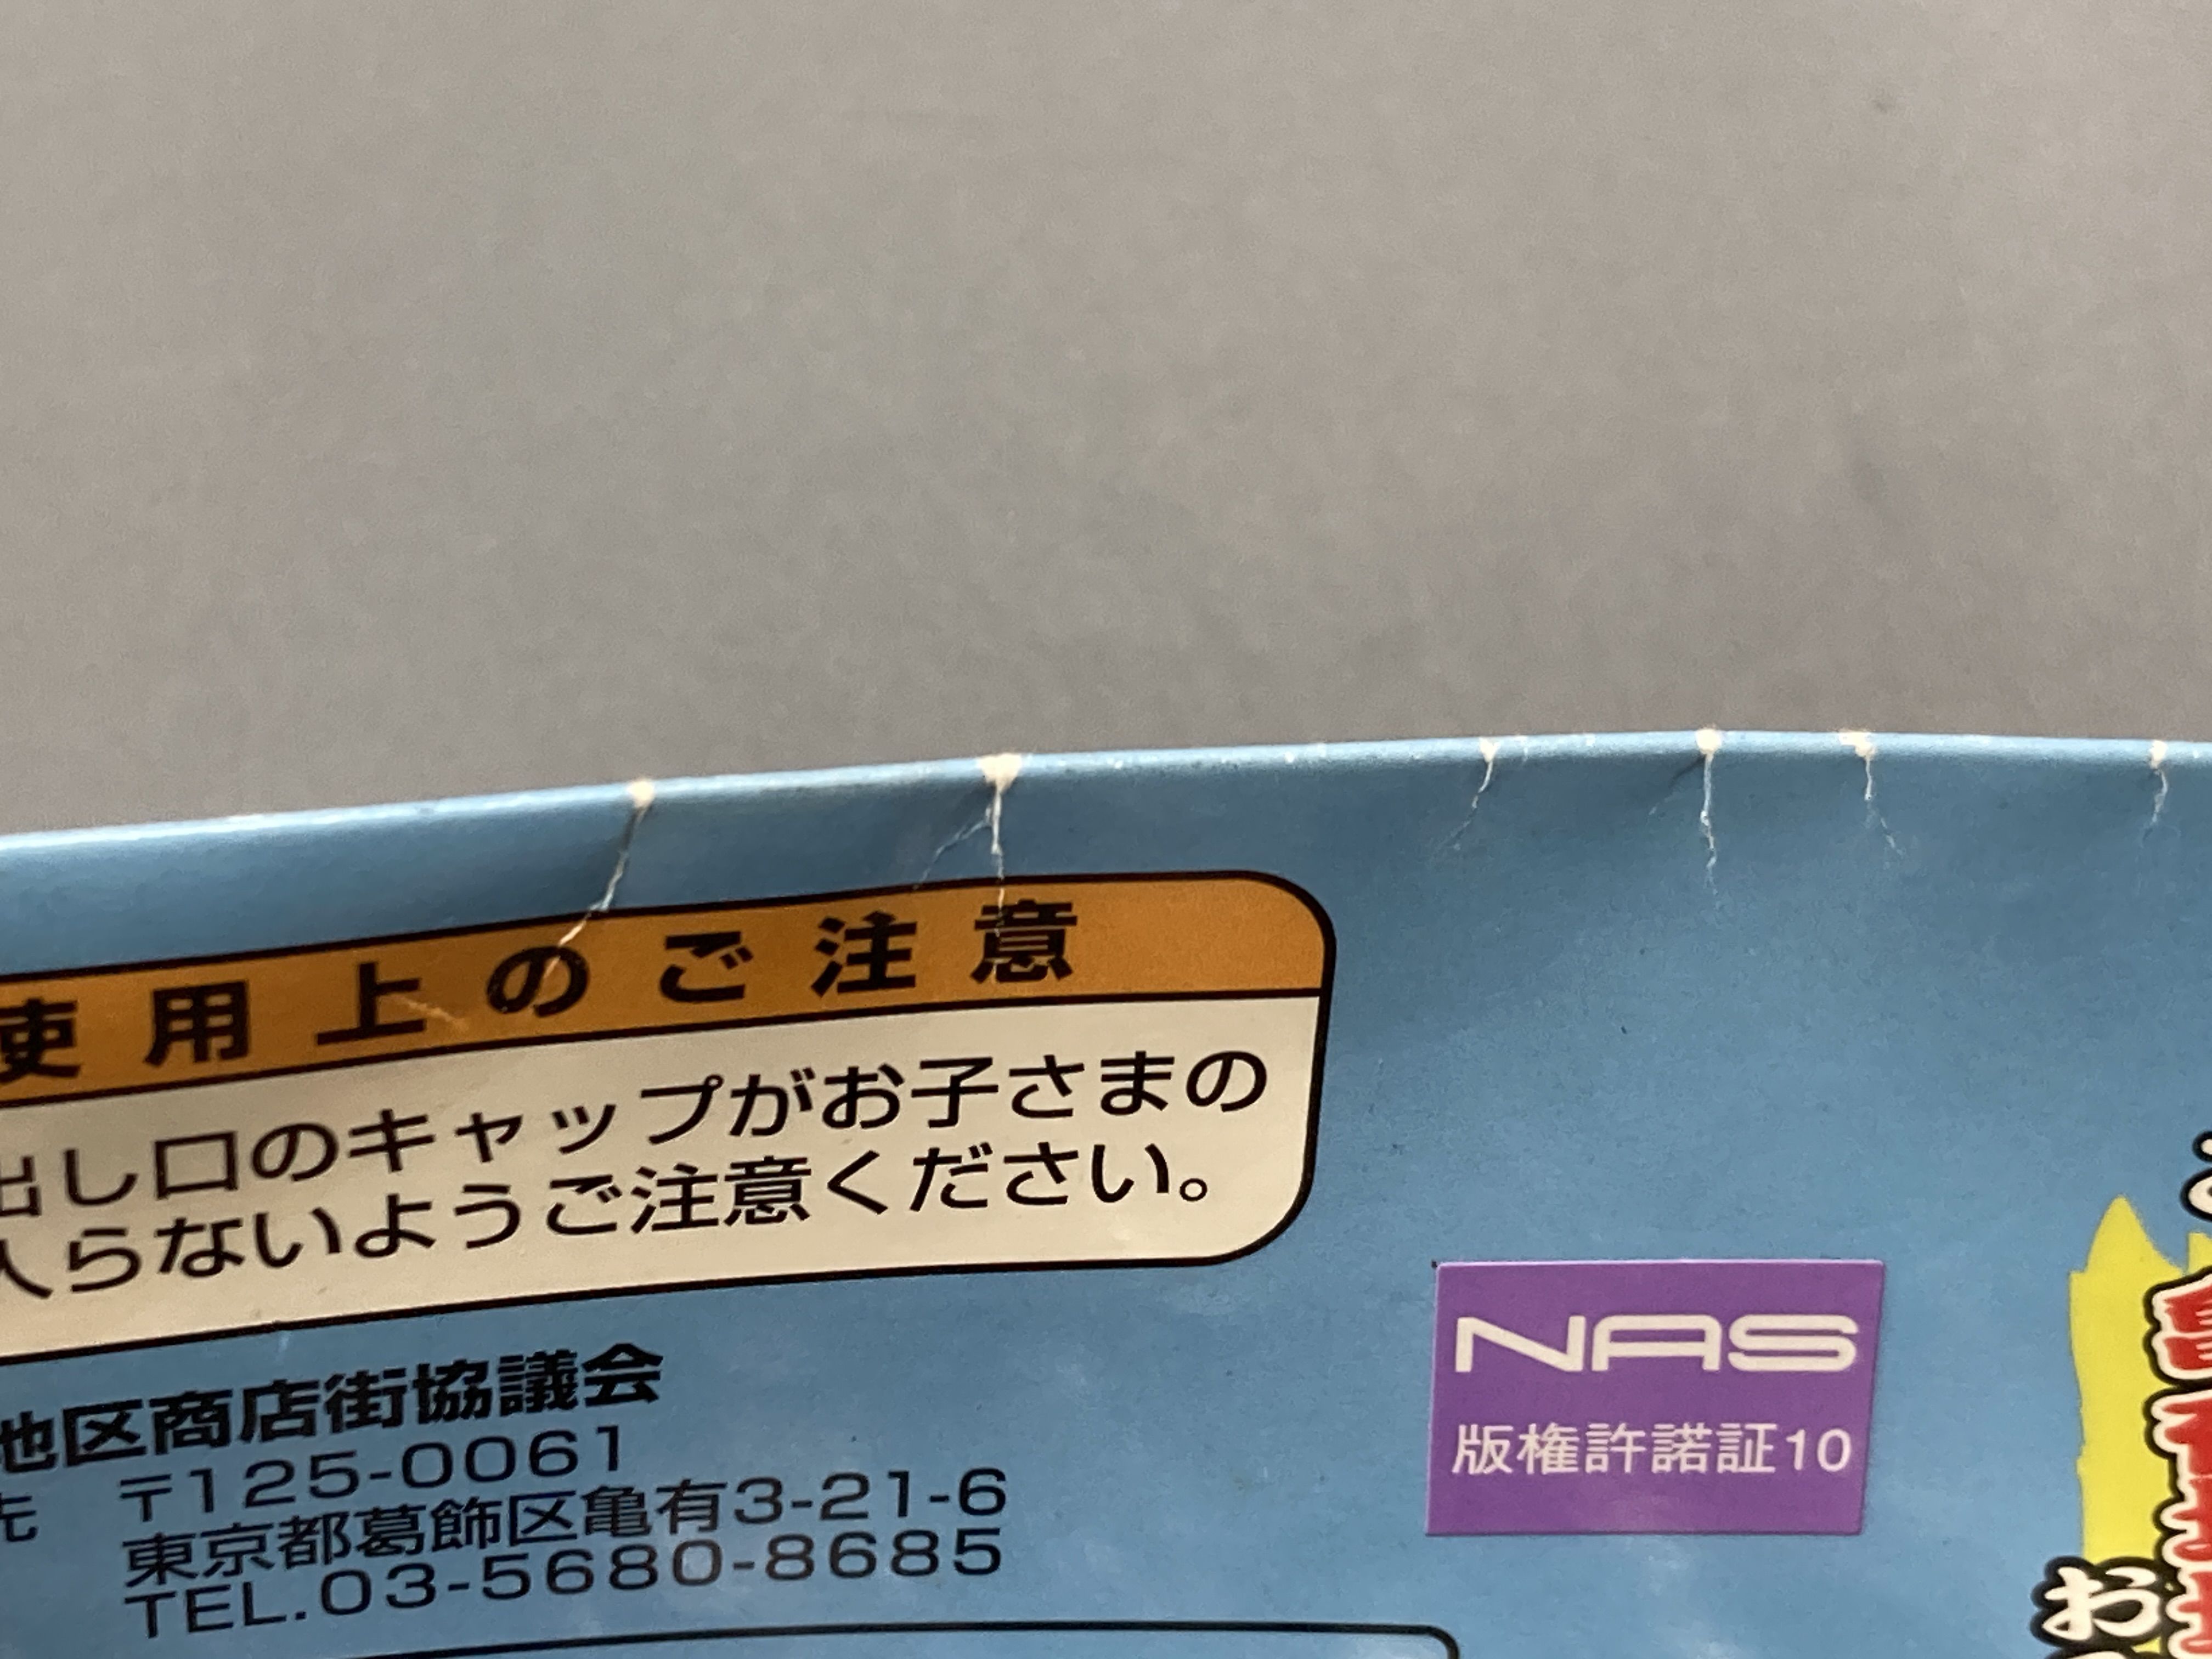 使用上のご注意
出し口のキャップがお子さまの
入らないようご注意ください。
地区商店街協議会
先 〒125-0061
東京都葛飾区亀有3-21-6
TEL.03-5680-8685
NAS
版権許諾証10
お